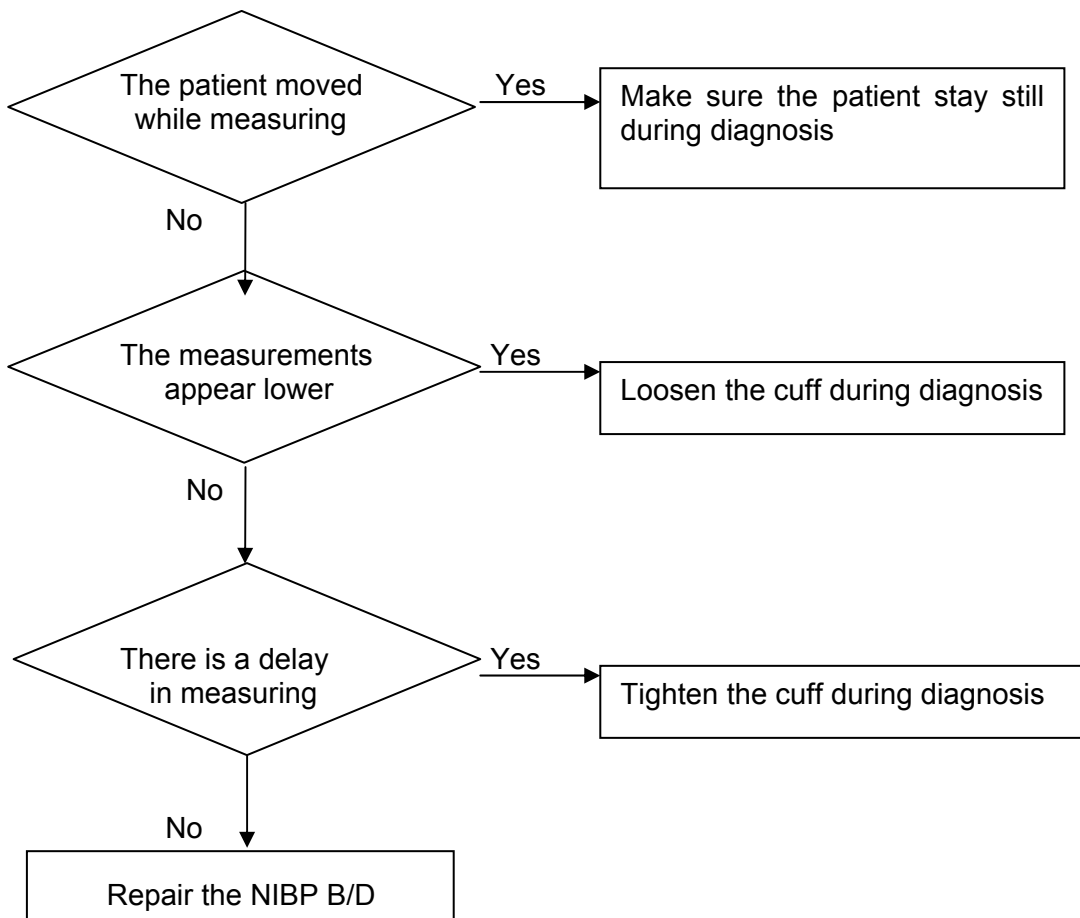 The patient moved
while measuring
Yes
Make sure the patient stay still
during diagnosis
No
The measurements
appear lower
Yes
Loosen the cuff during diagnosis
No
There is a delay
in measuring
Yes
Tighten the cuff during diagnosis
No
Repair the NIBP B/D